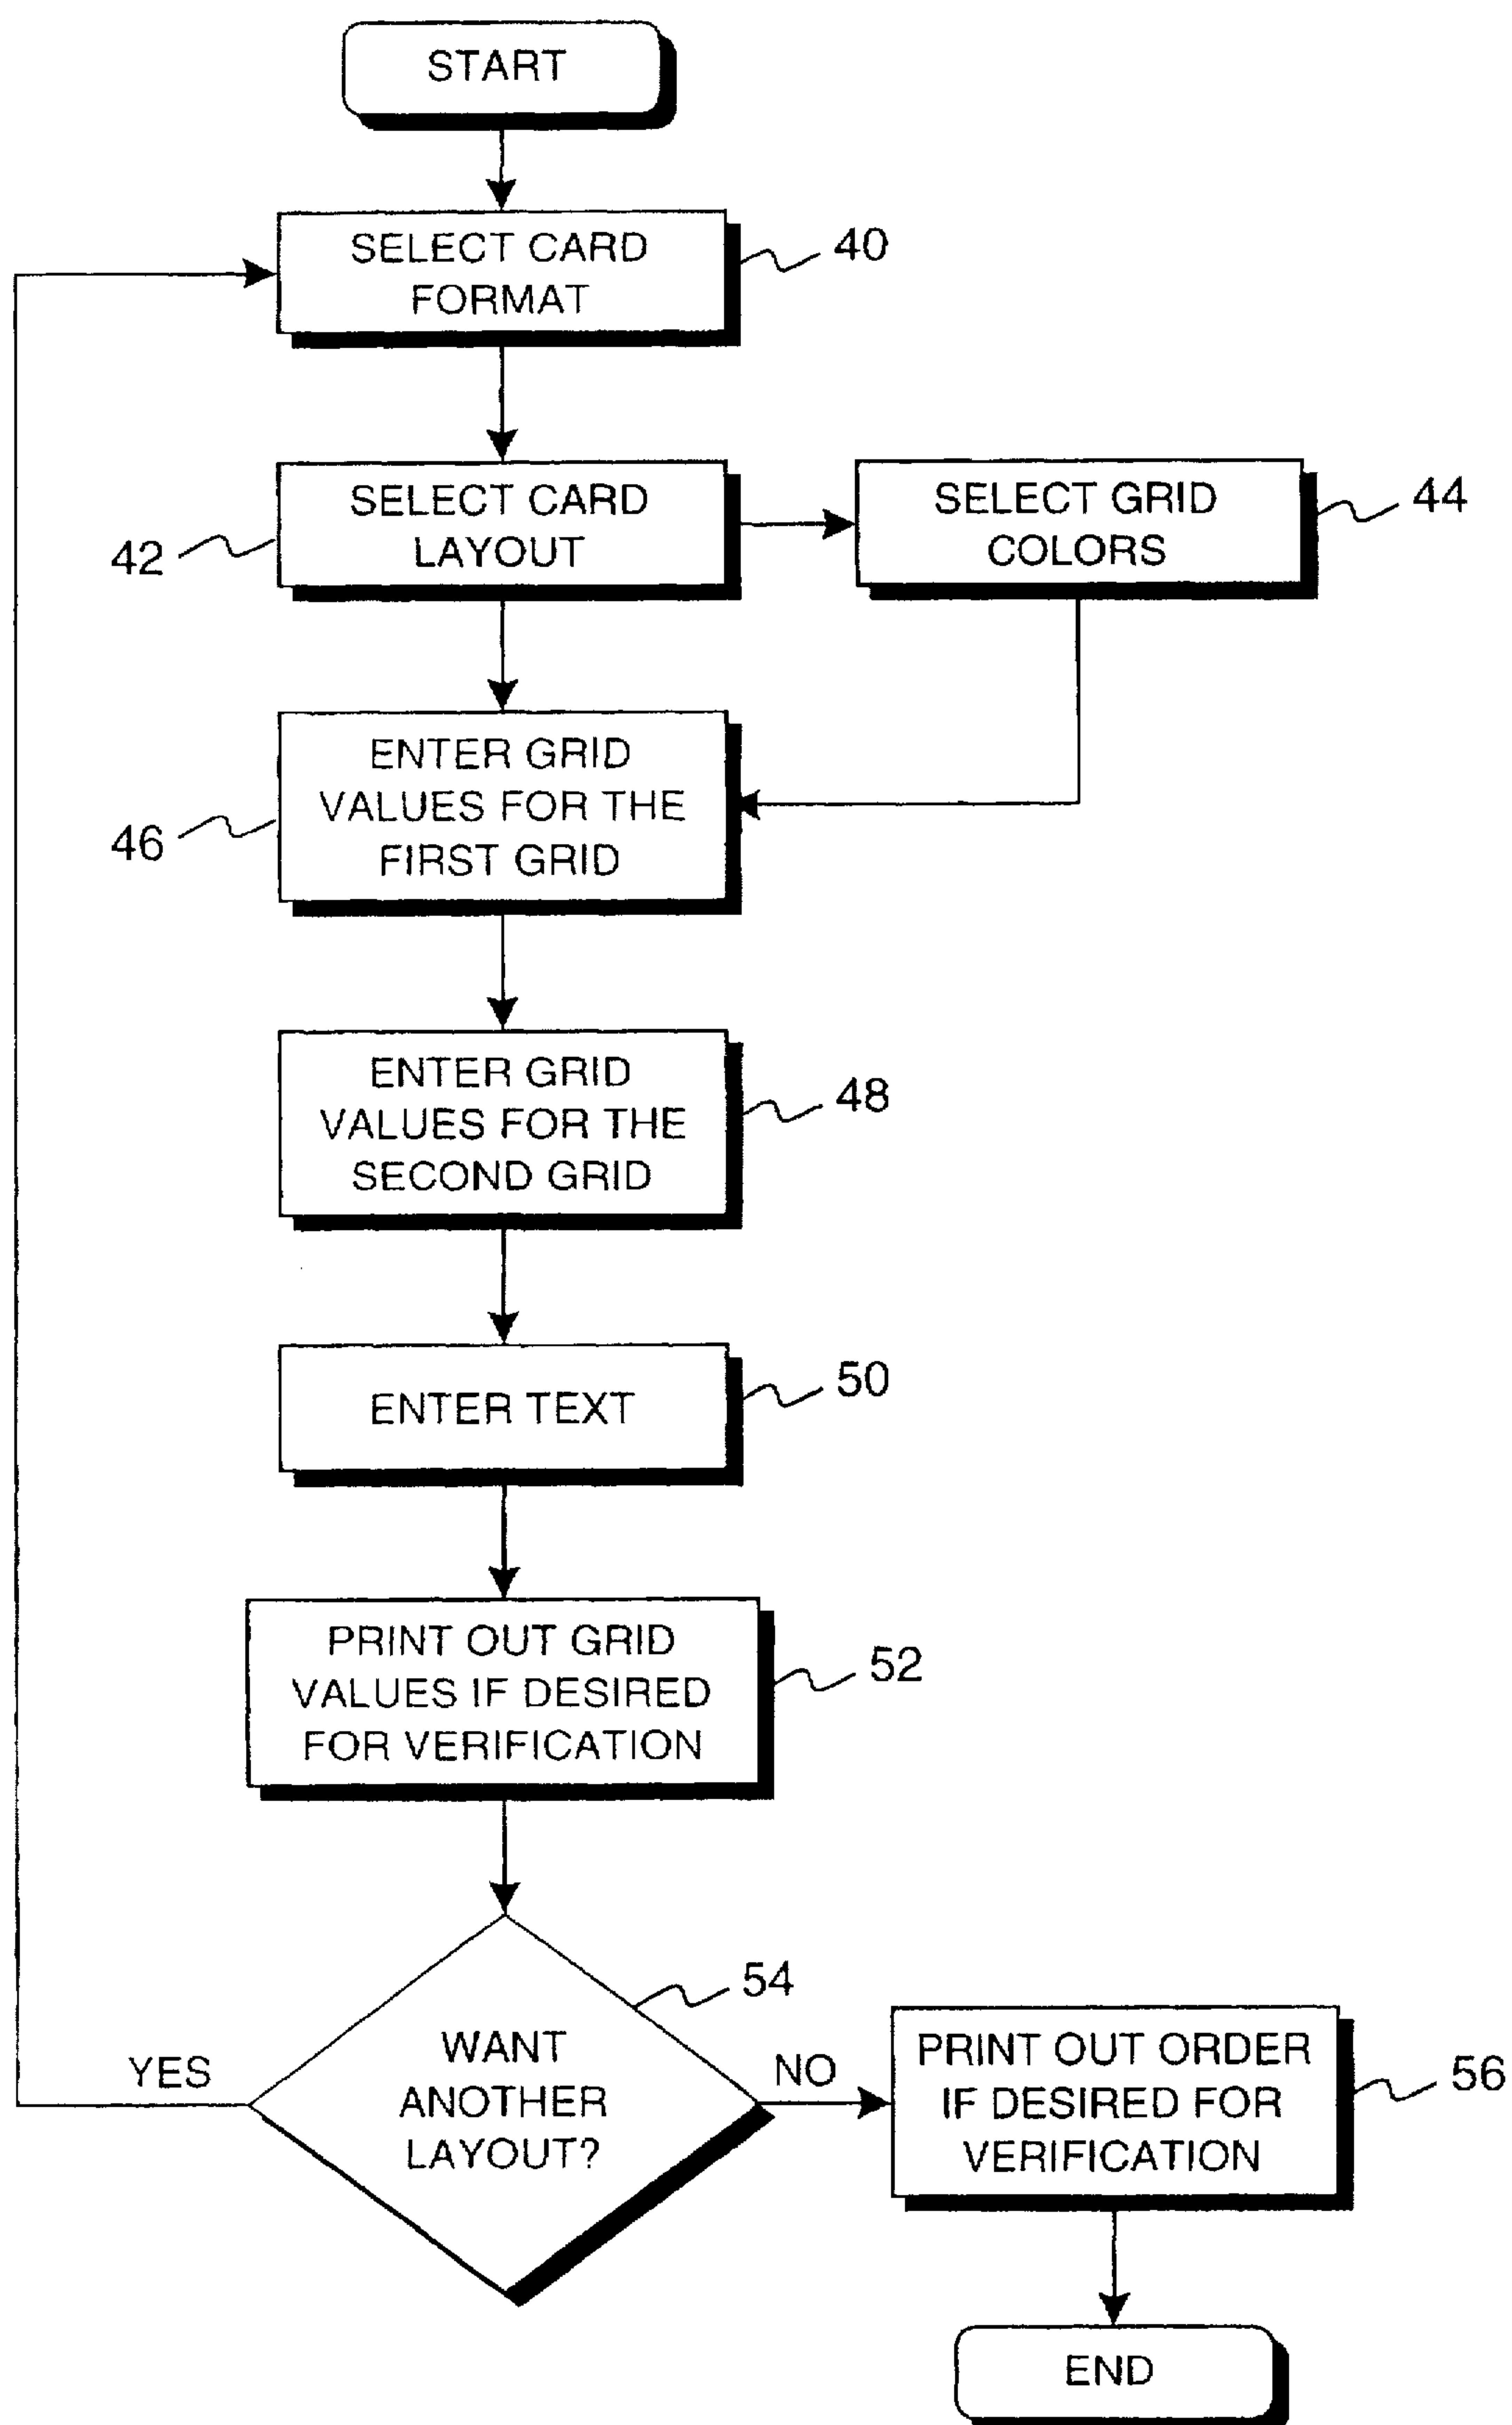 START
SELECT CARD
FORMAT
40
SELECT CARD
LAYOUT
42
SELECT GRID
COLORS
44
ENTER GRID
VALUES FOR THE
FIRST GRID
46
ENTER GRID
VALUES FOR THE
SECOND GRID
48
ENTER TEXT
50
PRINT OUT GRID
VALUES IF DESIRED
FOR VERIFICATION
52
WANT
ANOTHER
LAYOUT?
54
YES
NO
PRINT OUT ORDER
IF DESIRED FOR
VERIFICATION
56
END